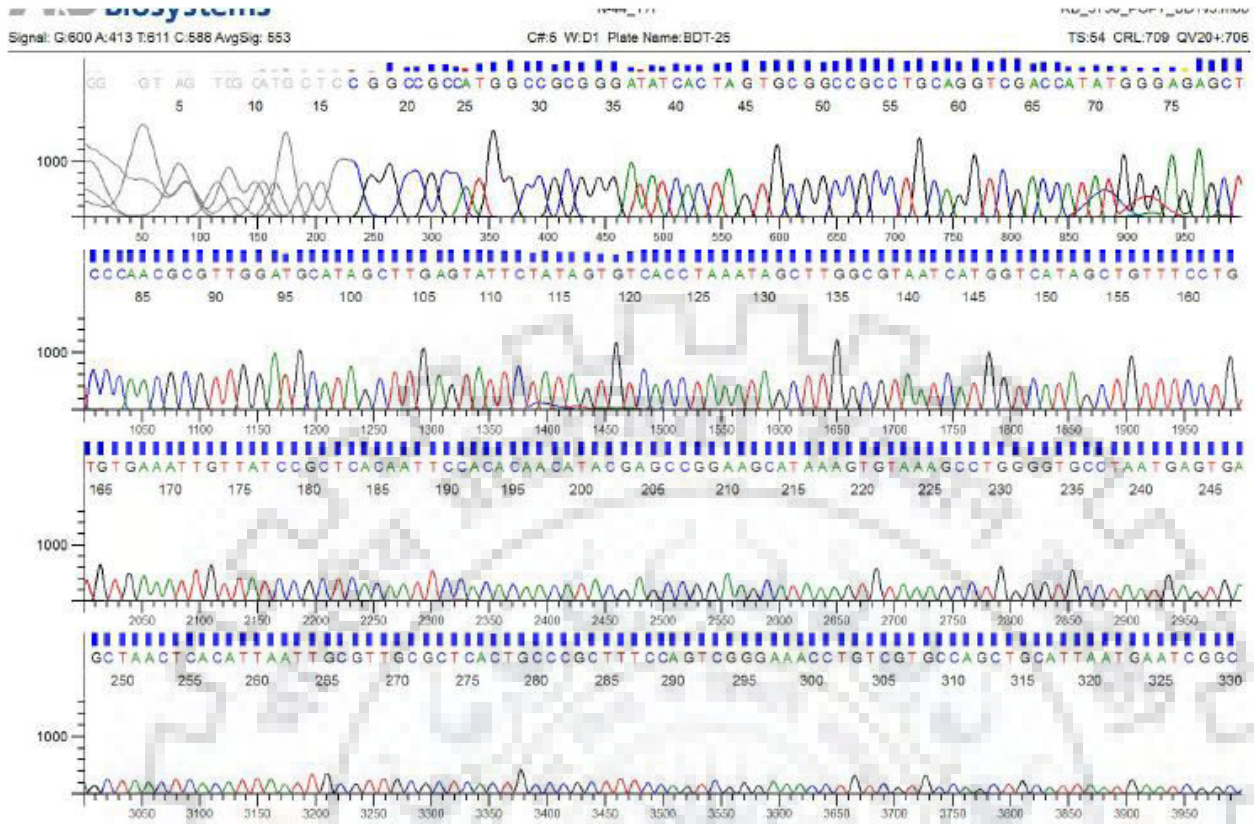 Biosystems
Signal: G:600 A:413 T:611 C:588 AvgSig: 553
C#:5 W:D1 Plate Name:BDT-25
TS:54 CRL:709 QV20+:706
GG GT AG TGG CATGCTCC GGCCGCCATGGCCGCGGGATATCACTAGTGCGGCCGCCTGCAGGTCGACCATATGGGAGAGCT
5 10 15 20 25 30 35 40 45 50 55 60 65 70 75
1000
50 100 150 200 250 300 350 400 450 500 550 600 650 700 750 800 850 900 950
CCCAACGCGTTGGATGCATAGCTTGAGTATTCTATAGTGTCACCTAAATAGCTTGGCGTAATCATGGTCATAGCTGTTTCCTG
85 90 95 100 105 110 115 120 125 130 135 140 145 150 155 160
1000
1050 1100 1150 1200 1250 1300 1350 1400 1450 1500 1550 1600 1650 1700 1750 1800 1850 1900 1950
TGTGAAATTGTTATCCGCTCACAATTCCACACAACATACGAGCCGGAAGCATAAAGTGTAAAGCCTGGGGTGCCTAATGAGTGA
165 170 175 180 185 190 195 200 205 210 215 220 225 230 235 240 245
1000
2050 2100 2150 2200 2250 2300 2350 2400 2450 2500 2550 2600 2650 2700 2750 2800 2850 2900 2950
GCTAACTCACATTAATTGCGTTGCGCTCACTGCCCGCTTTCCAGTCGGGAAACCTGTCGTGCCAGCTGCATTAATGAATCGGC
250 255 260 265 270 275 280 285 290 295 300 305 310 315 320 325 330
1000
3050 3100 3150 3200 3250 3300 3350 3400 3450 3500 3550 3600 3650 3700 3750 3800 3850 3900 3950